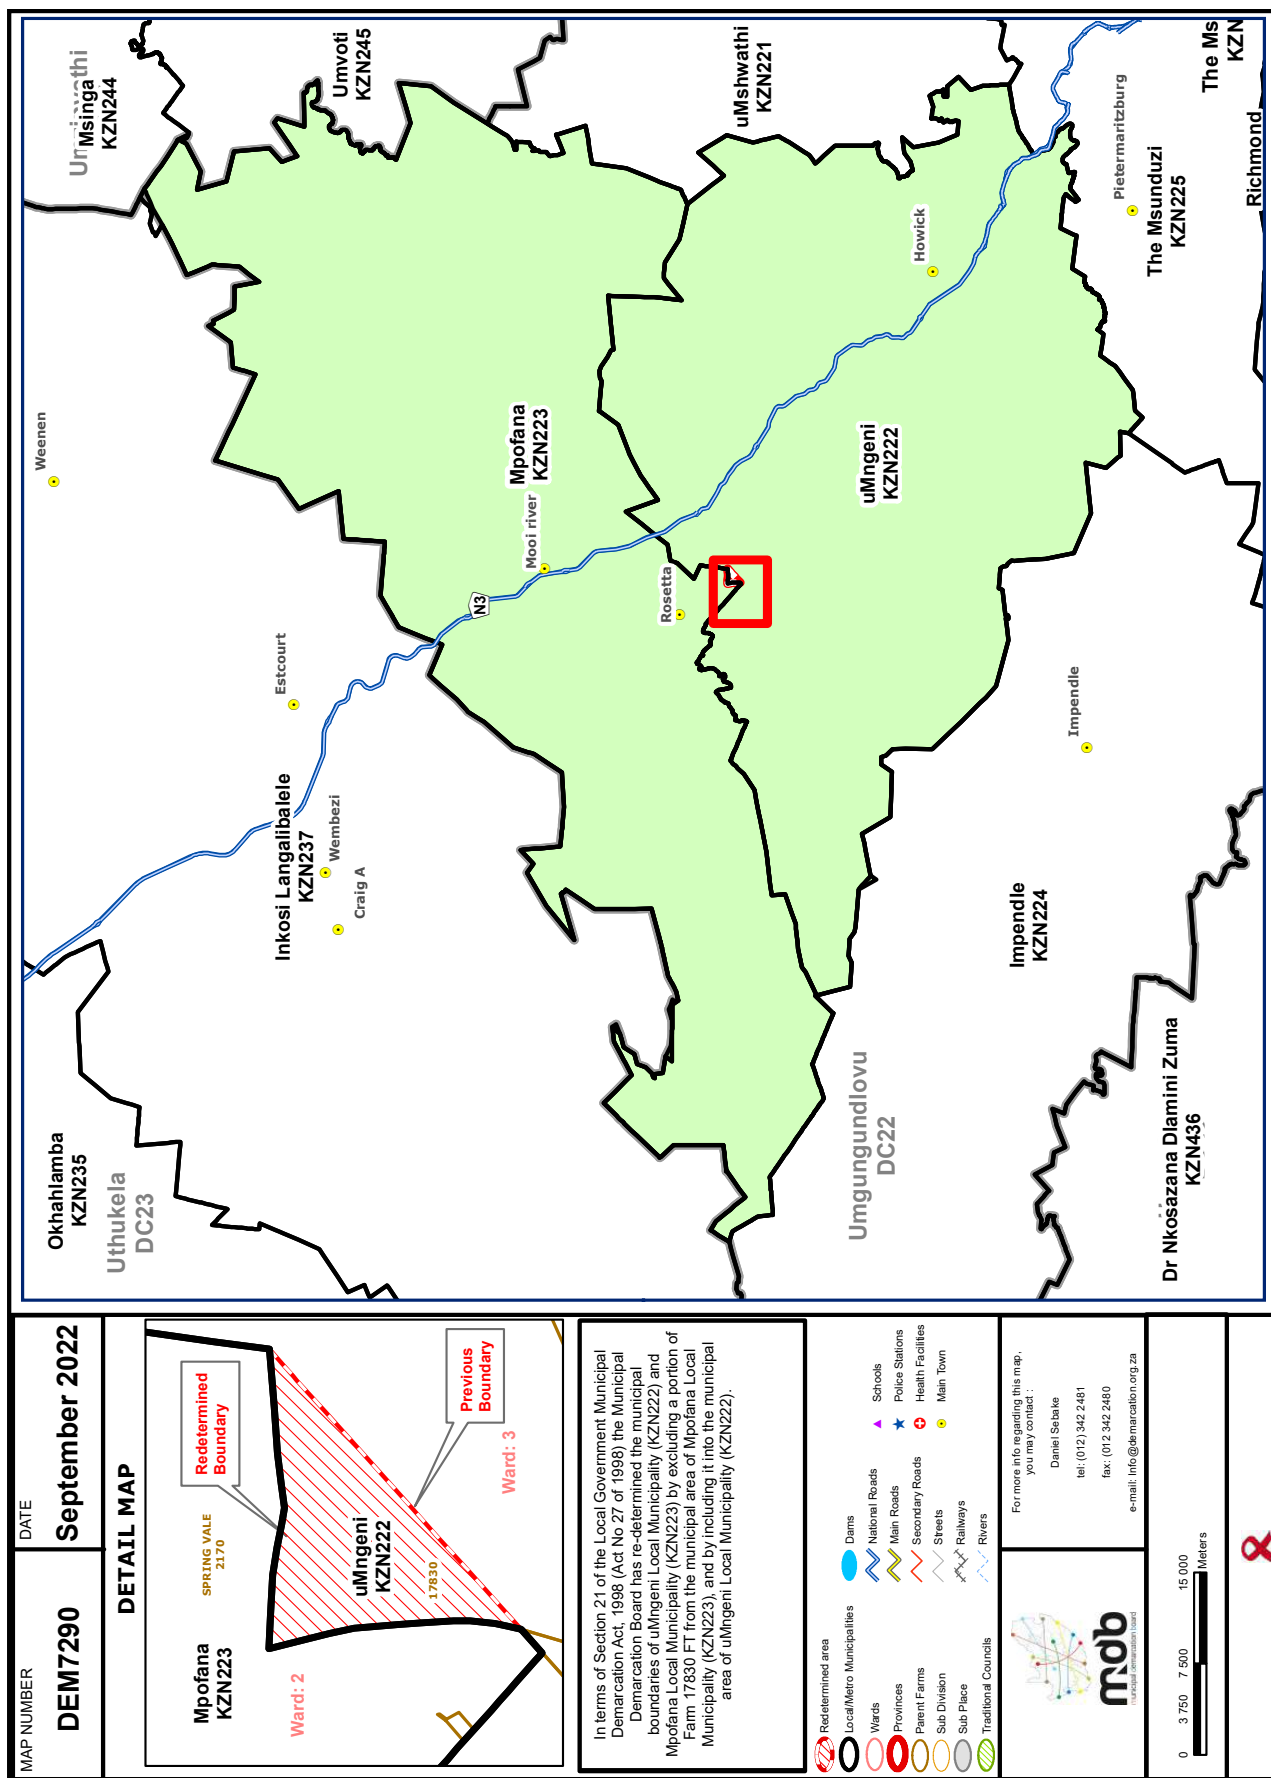 MAP NUMBER
DEM7290
DATE
September 2022
DETAIL MAP
Redetermined
Boundary
Previous
Boundary
SPRING VALE
2170
Mpofana
KZN223
uMngeni
KZN222
17830
Ward: 2
Ward: 3
In terms of Section 21 of the Local Government Municipal
Demarcation Act, 1998 (Act No 27 of 1998) the Municipal
Demarcation Board has re-determined the municipal
boundaries of uMngeni Local Municipality (KZN222) and
Mpofana Local Municipality (KZN223) by excluding a portion of
Farm 17830 FT from the municipal area of Mpofana Local
Municipality (KZN223), and by including it into the municipal
area of uMngeni Local Municipality (KZN222).
Redetermined area
Local/Metro Municipalities
Wards
Provinces
Parent Farms
Sub Division
Sub Place
Traditional Councils
Dams
National Roads
Main Roads
Secondary Roads
Streets
Railways
Rivers
Schools
Police Stations
Health Facilities
Main Town
mdb
municipal demarcation board
For more info regarding this map,
you may contact :
Daniel Sebake
tel: (012) 342 2481
fax: (012 342 2480
e-mail: Info@demarcation.org.za
0 3 750 7 500 15 000
Meters
&
Okhahlamba
KZN235
Uthukela
DC23
Inkosi Langalibalele
KZN237
Wembezi
Craig A
Estcourt
Weenen
Msinga
KZN244
Umvoti
KZN245
uMshwathi
KZN221
Mpofana
KZN223
Mooi river
N3
Rosetta
uMngeni
KZN222
Howick
Pietermaritzburg
The Msunduzi
KZN225
The Ms
KZN
Richmond
Impendle
Impendle
KZN224
Umgungundlovu
DC22
Dr Nkosazana Dlamini Zuma
KZN436